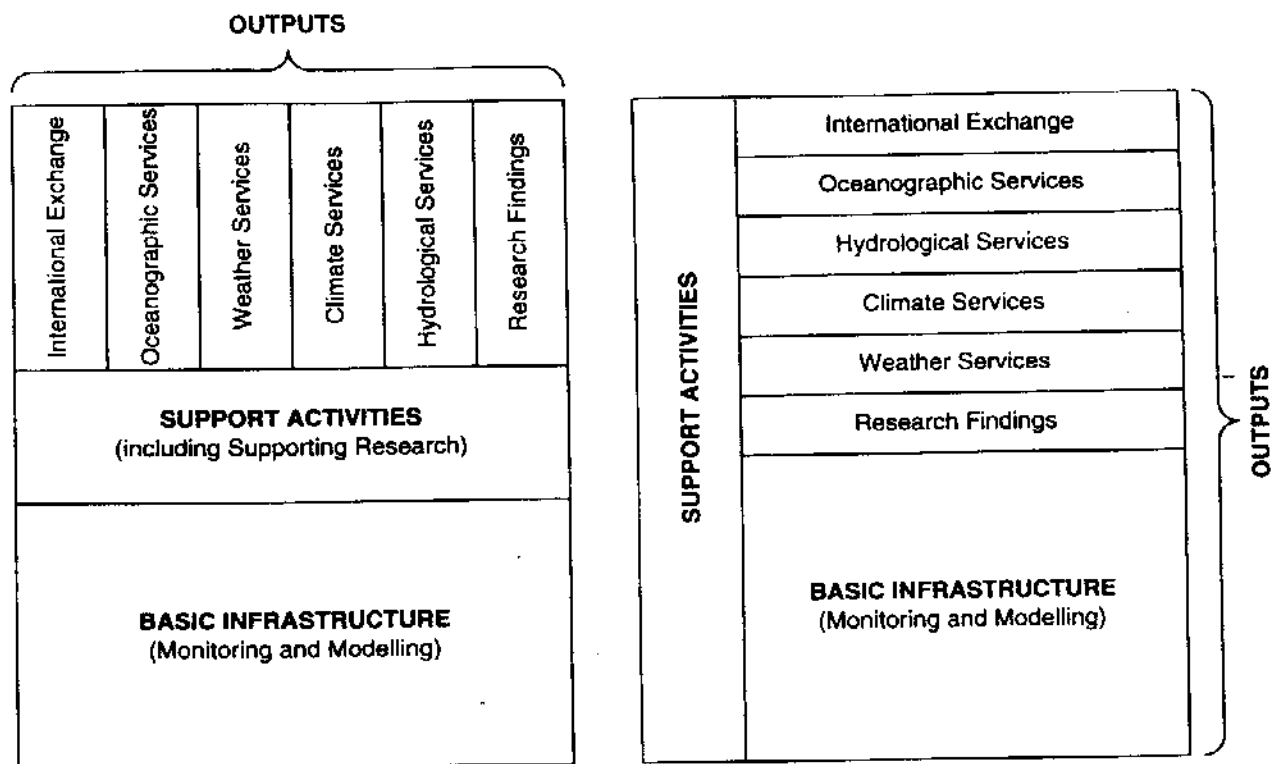 OUTPUTS
International Exchange
Oceanographic Services
Weather Services
Climate Services
Hydrological Services
Research Findings
SUPPORT ACTIVITIES
(including Supporting Research)
BASIC INFRASTRUCTURE
(Monitoring and Modelling)
SUPPORT ACTIVITIES
International Exchange
Oceanographic Services
Hydrological Services
Climate Services
Weather Services
Research Findings
BASIC INFRASTRUCTURE
(Monitoring and Modelling)
OUTPUTS